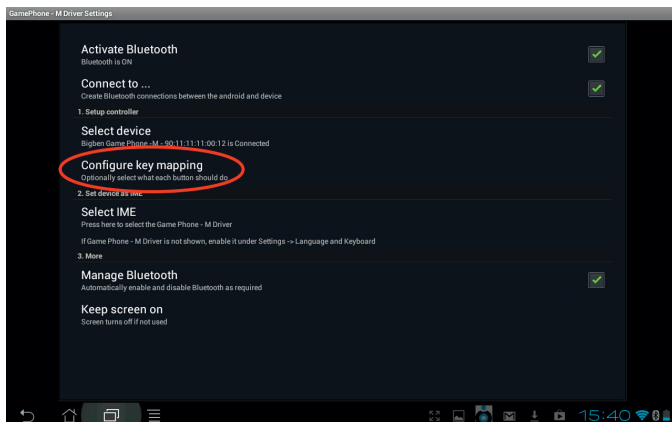 GamePhone - M Driver Settings
Activate Bluetooth
Bluetooth is ON
Connect to ...
Create Bluetooth connections between the android and device
1. Setup controller
Select device
Bigben Game Phone -M - 90:11:11:11:00:12 is Connected
Configure key mapping
Optionally select what each button should do
2. Set device as IME
Select IME
Press here to select the Game Phone - M Driver
If Game Phone - M Driver is not shown, enable it under Settings -> Language and Keyboard
3. More
Manage Bluetooth
Automatically enable and disable Bluetooth as required
Keep screen on
Screen turns off if not used
15:40